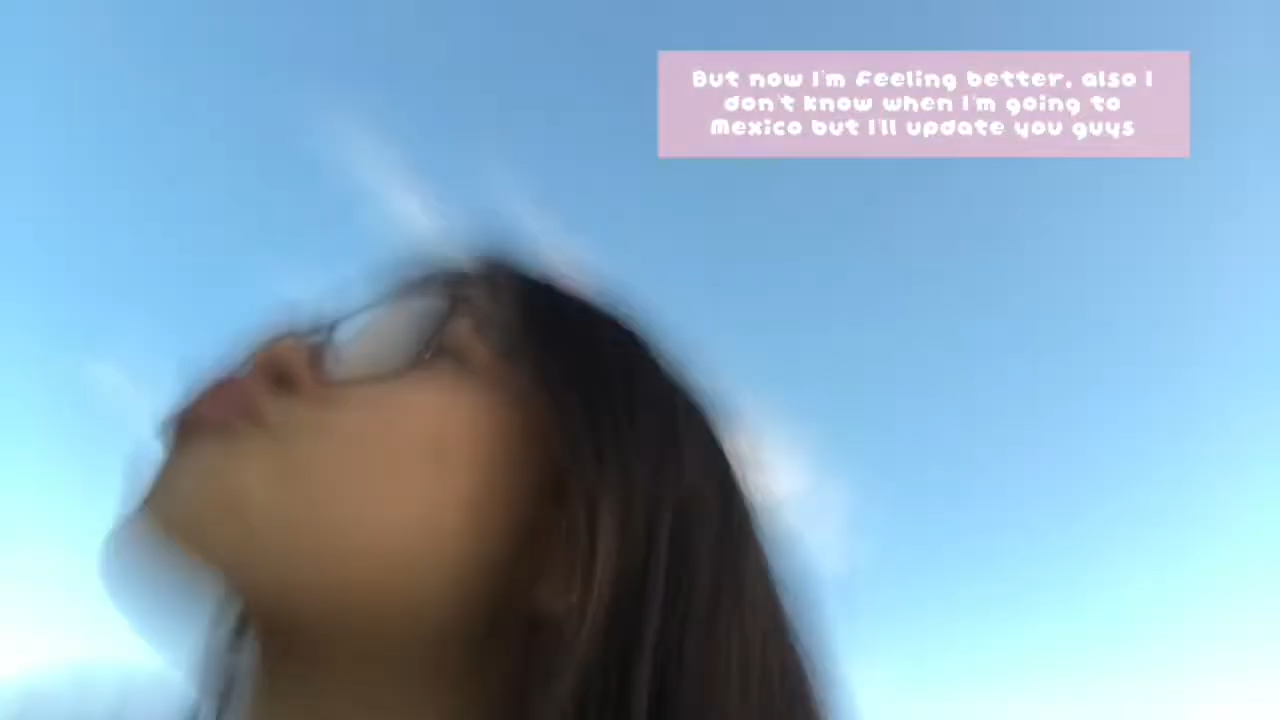 But now I'm feeling better, also I
don't know when I'm going to
Mexico but I'll update you guys